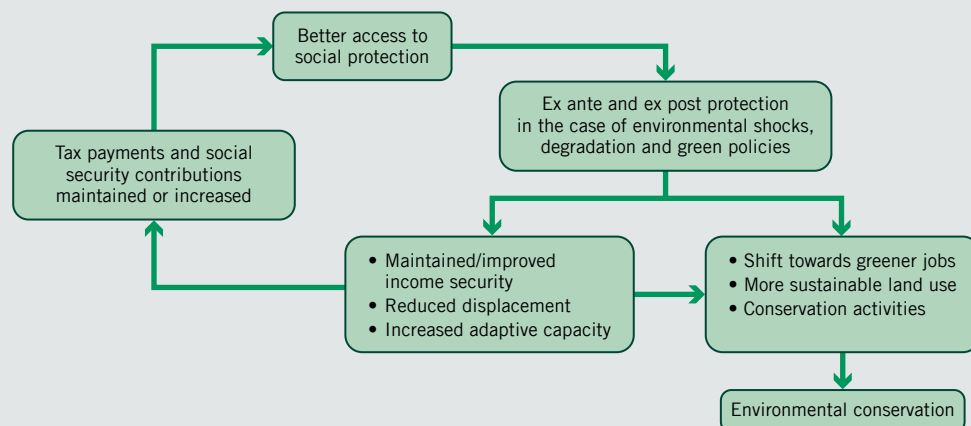 Better access to
social protection
Ex ante and ex post protection
in the case of environmental shocks,
degradation and green policies
Tax payments and social
security contributions
maintained or increased
• Maintained/improved
income security
• Reduced displacement
• Increased adaptive capacity
• Shift towards greener jobs
• More sustainable land use
• Conservation activities
Environmental conservation